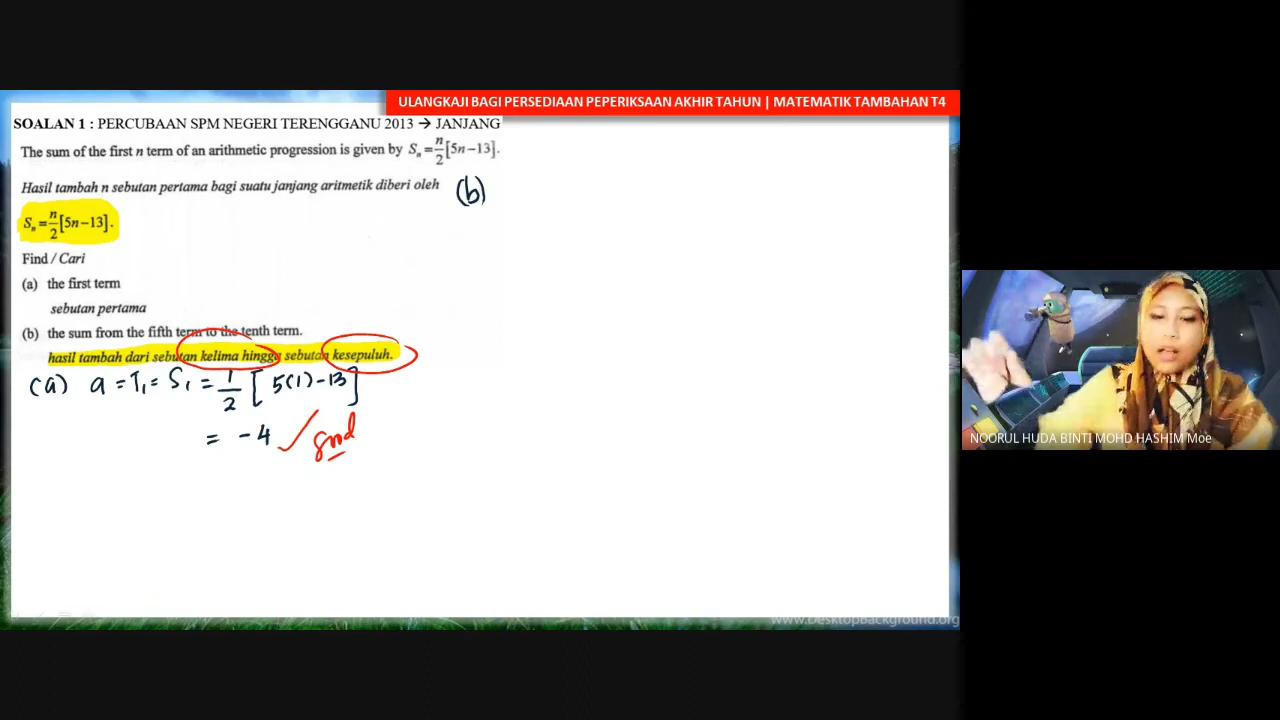 ULANGKAJI BAGI PERSEDIAAN PEPERIKSAAN AKHIR TAHUN | MATEMATIK TAMBAHAN T4
SOALAN 1 : PERCUBAAN SPM NEGERI TERENGGANU 2013 → JANJANG
The sum of the first n term of an arithmetic progression is given by Sₙ = n/2 [5n − 13].
Hasil tambah n sebutan pertama bagi suatu janjang aritmetik diberi oleh
Sₙ = n/2 [5n − 13].
Find / Cari
(a) the first term
sebutan pertama
(b) the sum from the fifth term to the tenth term.
hasil tambah dari sebutan kelima hingga sebutan kesepuluh.
(a) a = T₁ = S₁ = 1/2 [ 5(1) - 13 ]
= -4 ✓
(b)
NOORUL HUDA BINTI MOHD HASHIM Moe
www.DesktopBackground.org